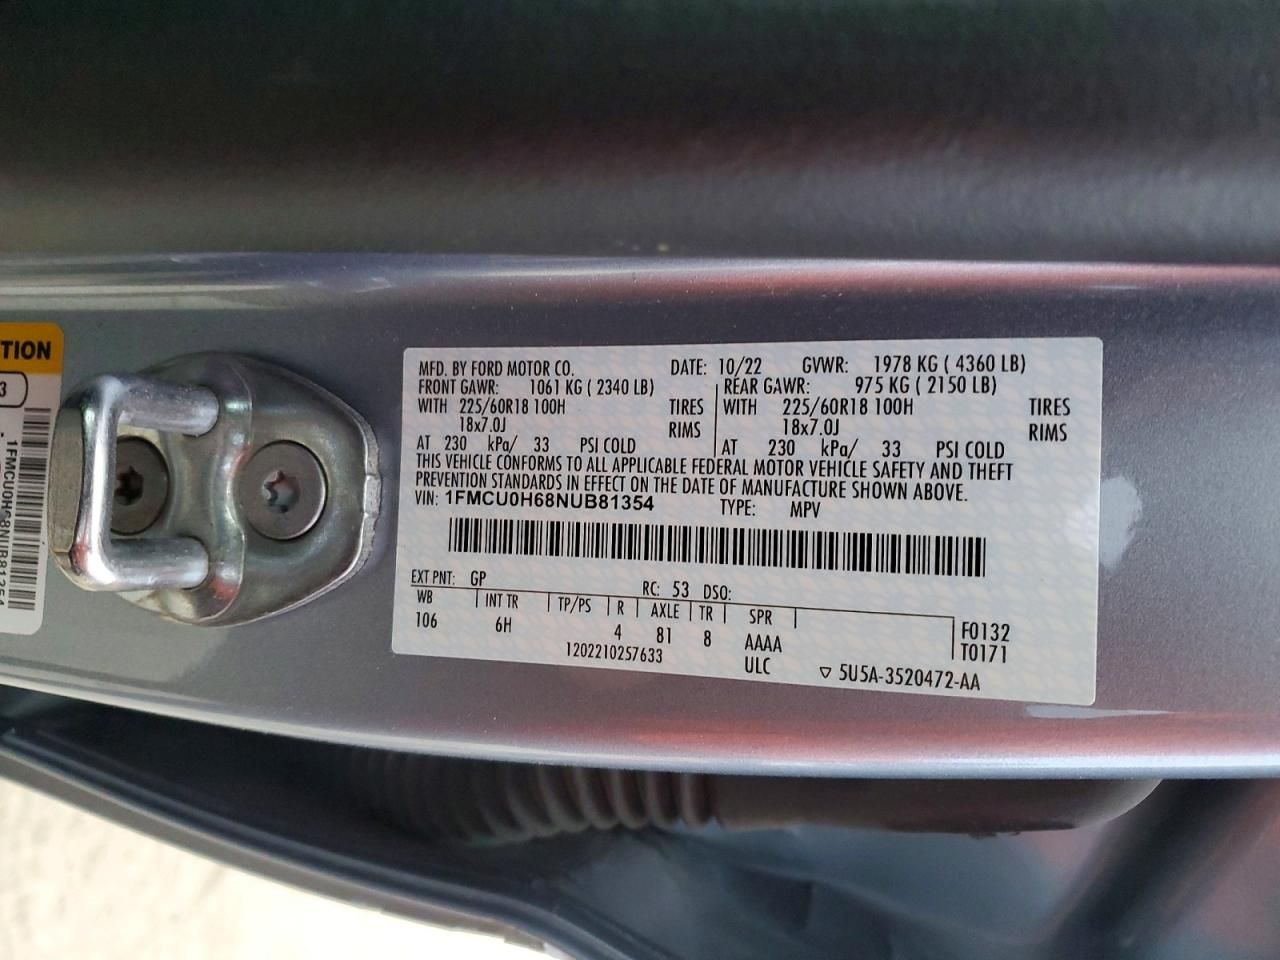 TION
3
1FMCU0H68NUB81354
MFD. BY FORD MOTOR CO. DATE: 10/22 GVWR: 1978 KG ( 4360 LB)
FRONT GAWR: 1061 KG ( 2340 LB) REAR GAWR: 975 KG ( 2150 LB)
WITH 225/60R18 100H TIRES WITH 225/60R18 100H TIRES
18x7.0J RIMS 18x7.0J RIMS
AT 230 kPa/ 33 PSI COLD AT 230 kPa/ 33 PSI COLD
THIS VEHICLE CONFORMS TO ALL APPLICABLE FEDERAL MOTOR VEHICLE SAFETY AND THEFT
PREVENTION STANDARDS IN EFFECT ON THE DATE OF MANUFACTURE SHOWN ABOVE.
VIN: 1FMCU0H68NUB81354 TYPE: MPV
EXT PNT: GP RC: 53 DSO:
WB INT TR TP/PS R AXLE TR SPR
106 6H 4 81 8 AAAA F0132
1202210257633 ULC T0171
▽ 5U5A-3520472-AA